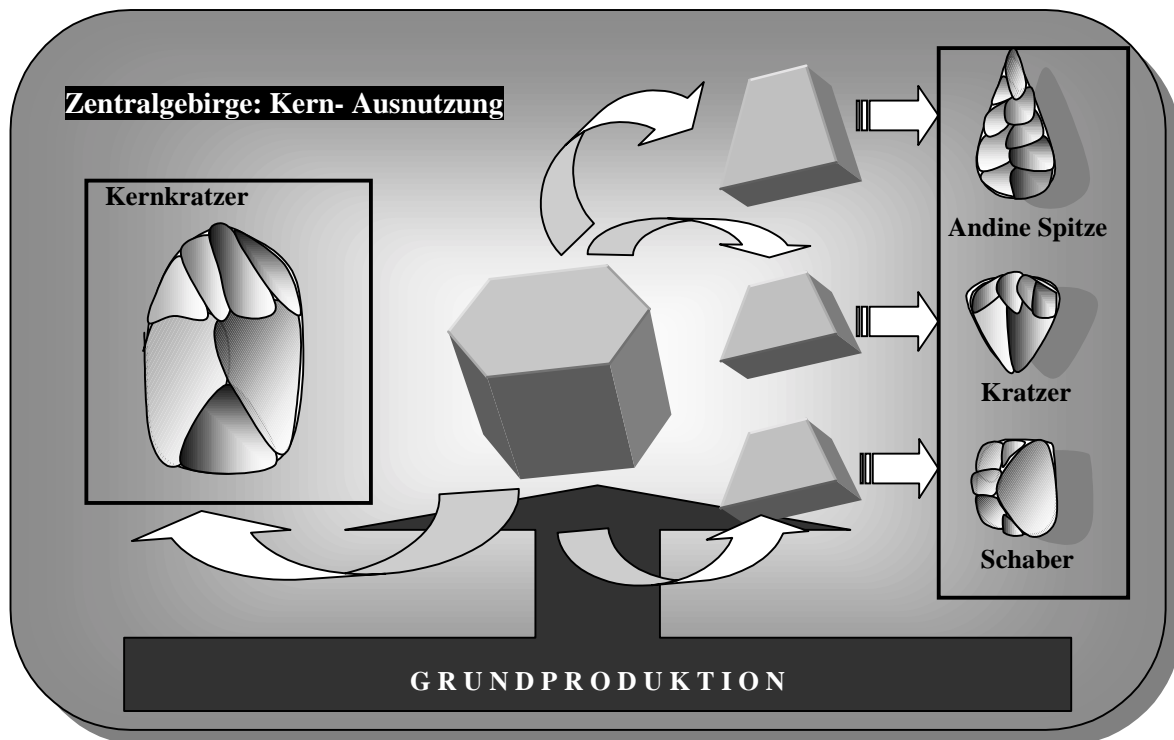 Zentralgebirge: Kern- Ausnutzung
Kernkratzer
Andine Spitze
Kratzer
Schaber
GRUNDPRODUKTION